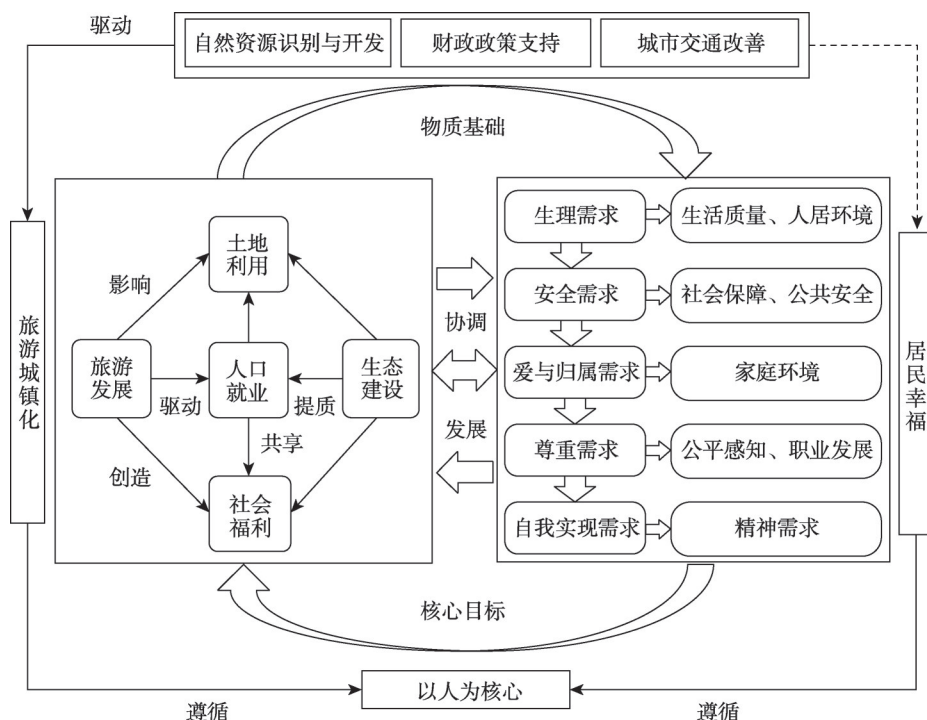 驱动
自然资源识别与开发
财政政策支持
城市交通改善
物质基础
旅游城镇化
土地
利用
影响
旅游
发展
驱动
人口
就业
提质
生态
建设
共享
创造
社会
福利
协调
发展
生理需求
生活质量、人居环境
安全需求
社会保障、公共安全
爱与归属需求
家庭环境
尊重需求
公平感知、职业发展
自我实现需求
精神需求
居民幸福
核心目标
以人为核心
遵循
遵循